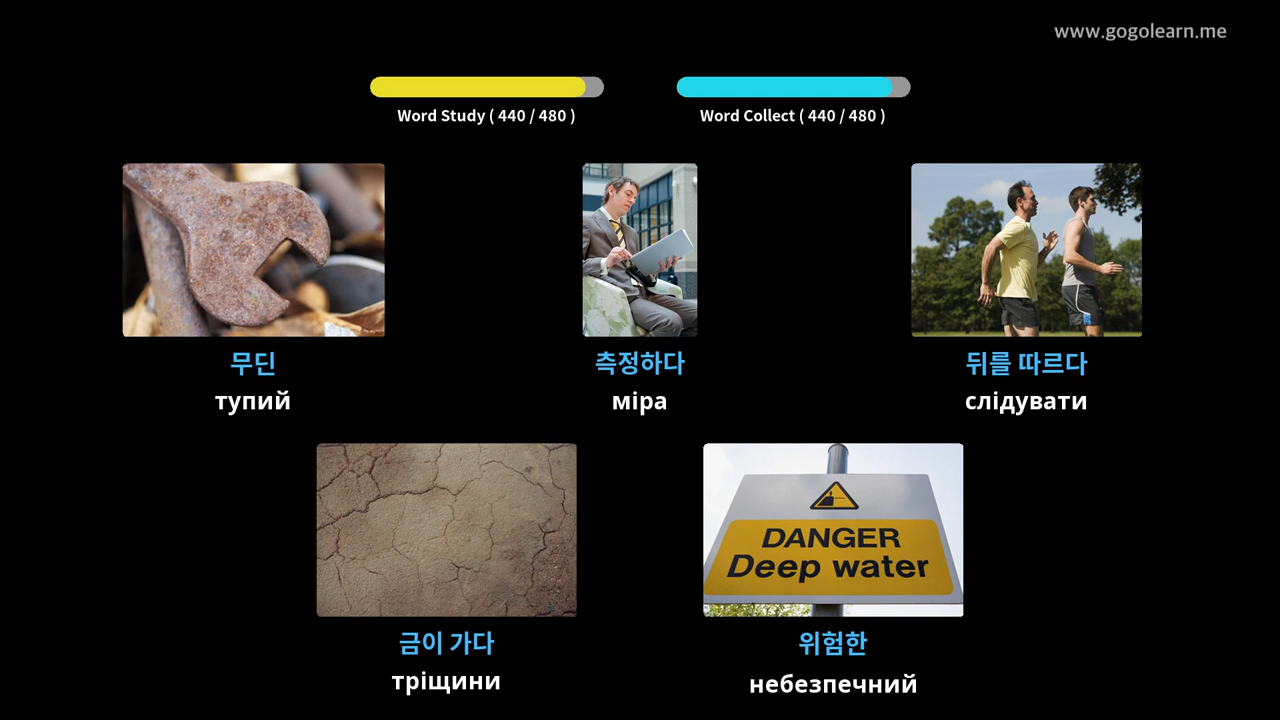 www.gogolearn.me
Word Study ( 440 / 480 )
Word Collect ( 440 / 480 )
무딘
тупий
측정하다
міра
뒤를 따르다
слідувати
금이 가다
тріщини
DANGER
Deep water
위험한
небезпечний